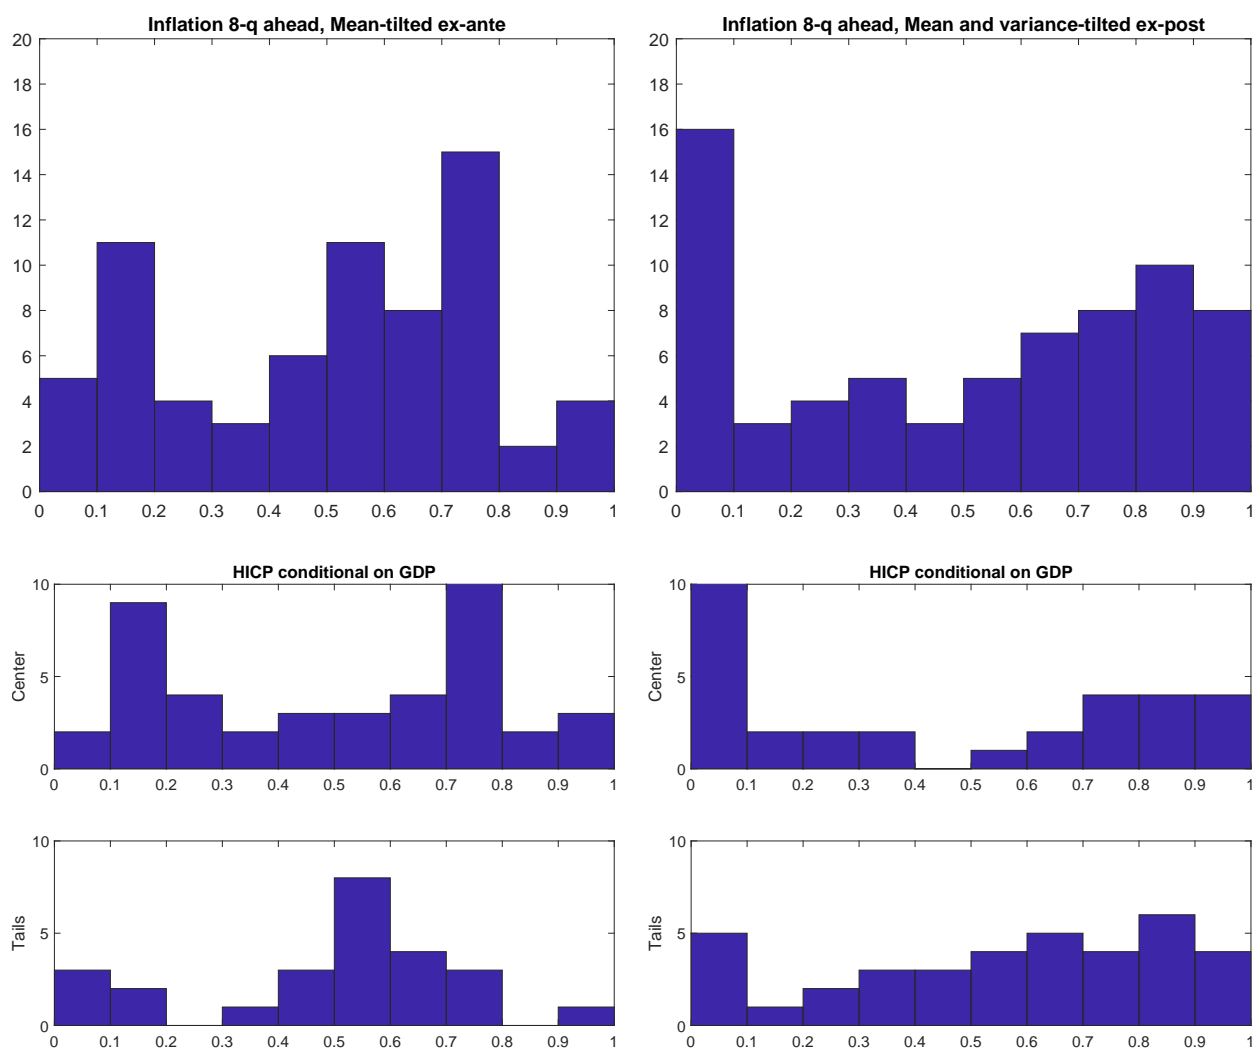 Inflation 8-q ahead, Mean-tilted ex-ante
20
18
16
14
12
10
8
6
4
2
0
0 0.1 0.2 0.3 0.4 0.5 0.6 0.7 0.8 0.9 1
Inflation 8-q ahead, Mean and variance-tilted ex-post
20
18
16
14
12
10
8
6
4
2
0
0 0.1 0.2 0.3 0.4 0.5 0.6 0.7 0.8 0.9 1
HICP conditional on GDP
Center
10
5
0
0 0.1 0.2 0.3 0.4 0.5 0.6 0.7 0.8 0.9 1
HICP conditional on GDP
Center
10
5
0
0 0.1 0.2 0.3 0.4 0.5 0.6 0.7 0.8 0.9 1
Tails
10
5
0
0 0.1 0.2 0.3 0.4 0.5 0.6 0.7 0.8 0.9 1
Tails
10
5
0
0 0.1 0.2 0.3 0.4 0.5 0.6 0.7 0.8 0.9 1